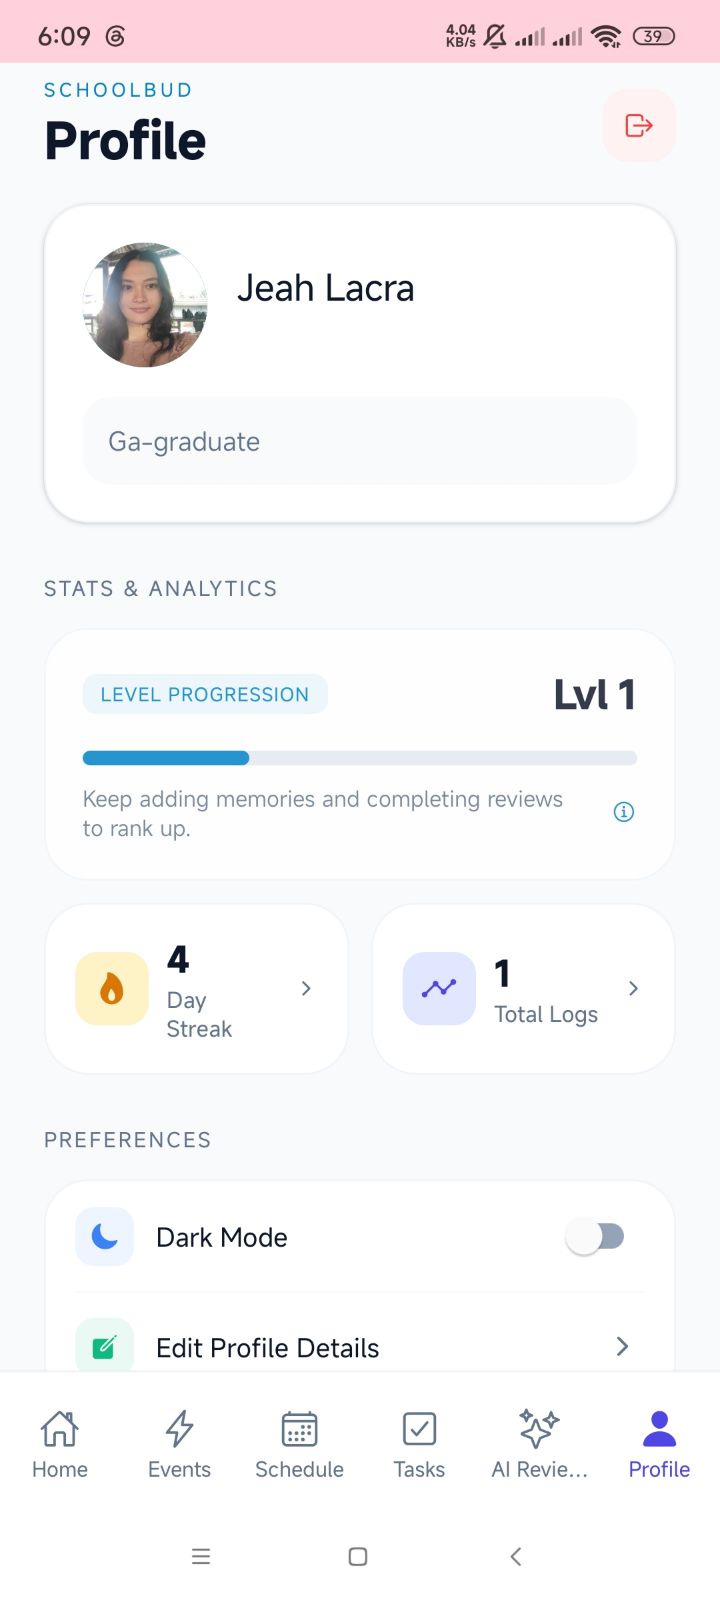 6:09
4.04
KB/s
39
SCHOOLBUD
Profile
Jeah Lacra
Ga-graduate
STATS & ANALYTICS
LEVEL PROGRESSION
Lvl 1
Keep adding memories and completing reviews
to rank up.
4
Day
Streak
1
Total Logs
PREFERENCES
Dark Mode
Edit Profile Details
Home
Events
Schedule
Tasks
AI Revie...
Profile